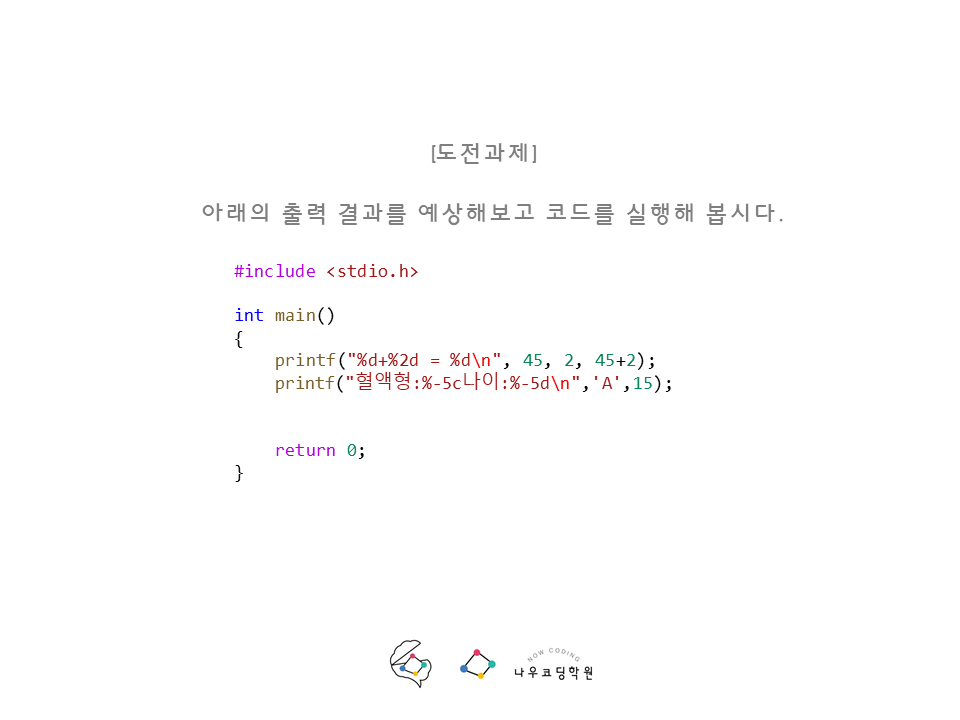 [도전과제]
아래의 출력 결과를 예상해보고 코드를 실행해 봅시다.
#include <stdio.h>
int main()
{
    printf("%d+%2d = %d\n", 45, 2, 45+2);
    printf("혈액형:%-5c나이:%-5d\n",'A',15);
    return 0;
}
NOW CODING
나우코딩학원